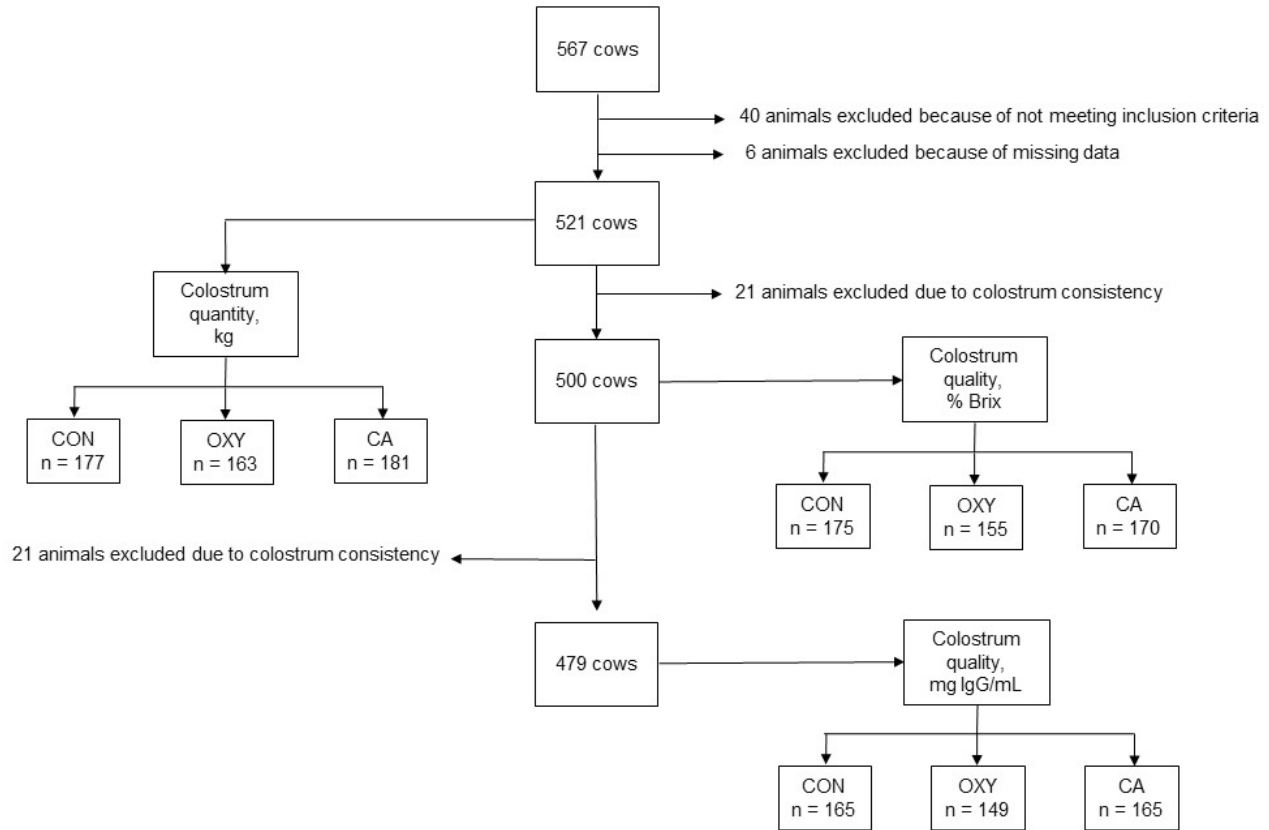 567 cows
40 animals excluded because of not meeting inclusion criteria
6 animals excluded because of missing data
521 cows
Colostrum
quantity,
kg
21 animals excluded due to colostrum consistency
CON
n = 177
OXY
n = 163
CA
n = 181
500 cows
Colostrum
quality,
% Brix
CON
n = 175
OXY
n = 155
CA
n = 170
21 animals excluded due to colostrum consistency
479 cows
Colostrum
quality,
mg IgG/mL
CON
n = 165
OXY
n = 149
CA
n = 165